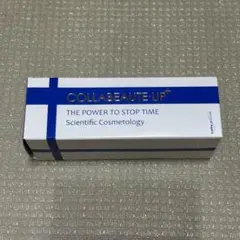 COLLABEAUTE-UP
THE POWER TO STOP TIME
Scientific Cosmetology